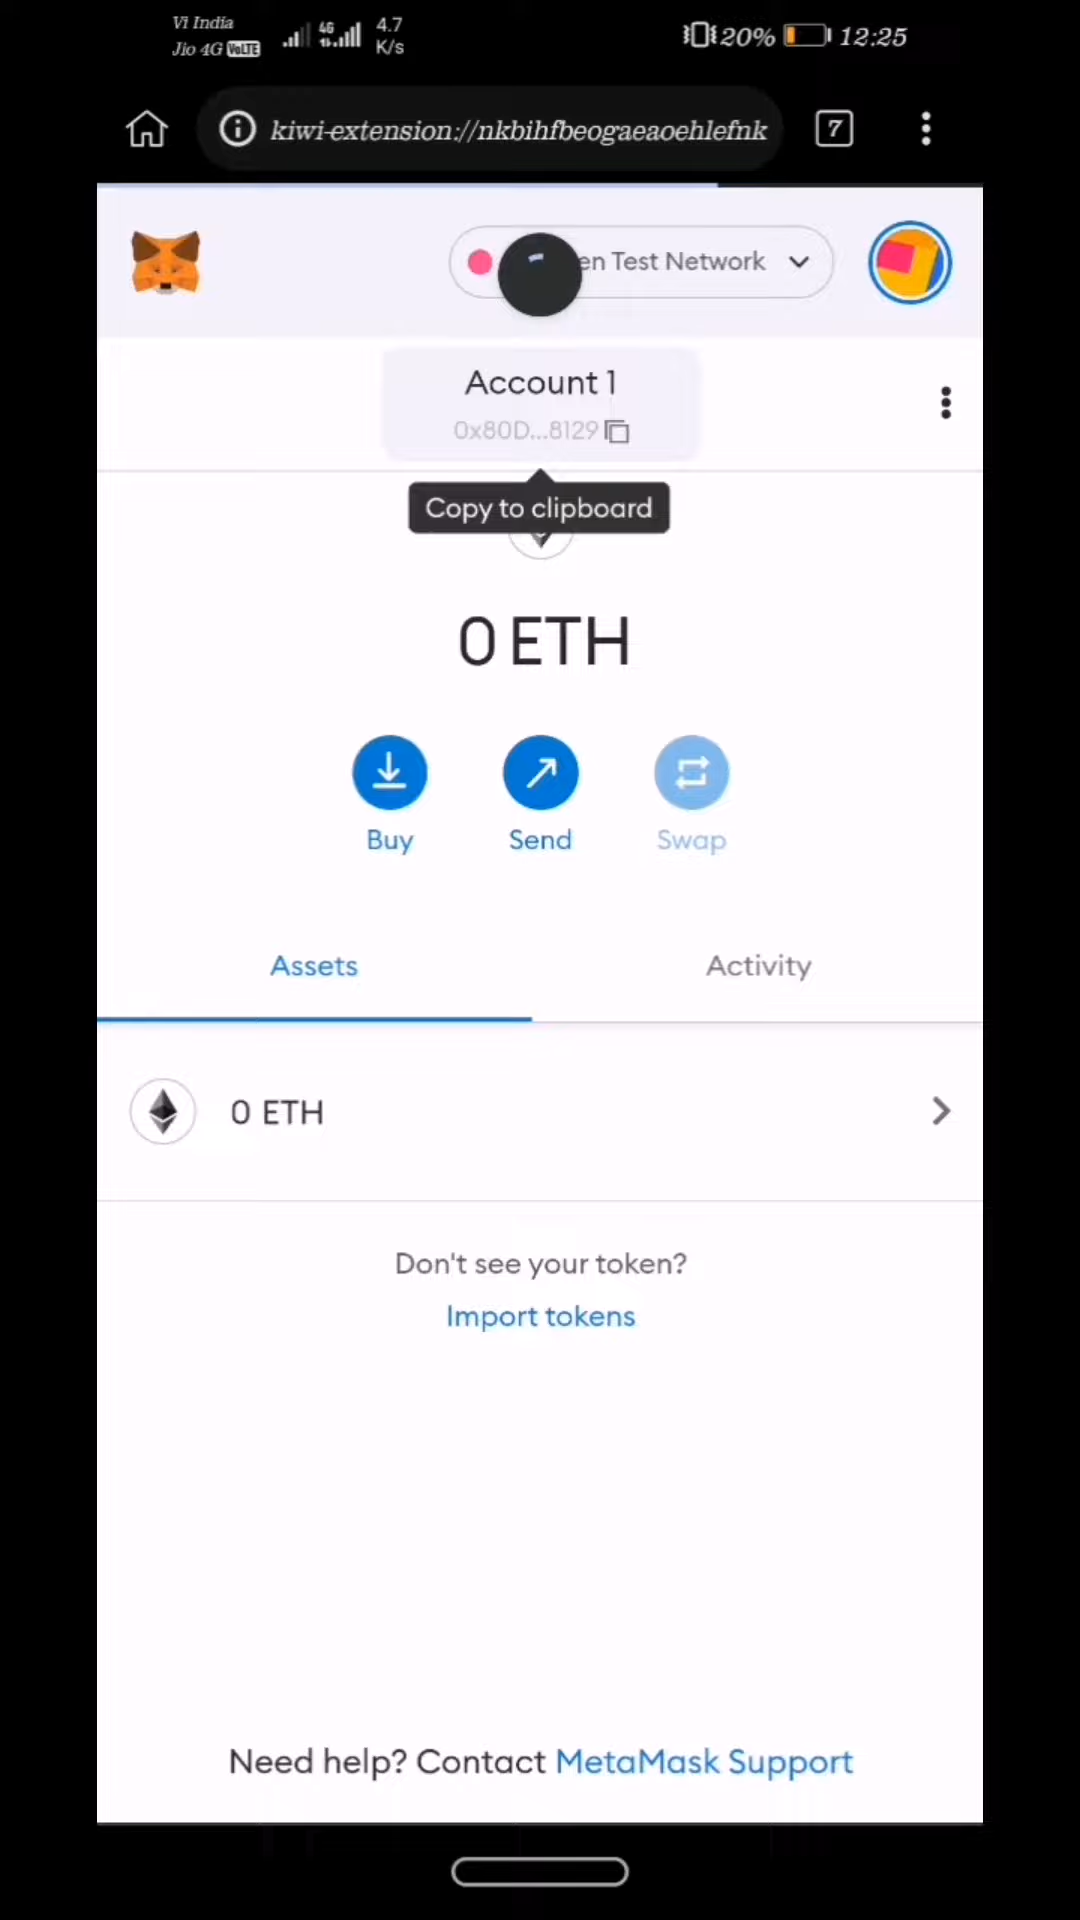 Vi India
Jio 4G VoLTE
4G
4.7
K/s
20%
12:25
kiwi-extension://nkbihfbeogaeaoehlefnk
7
en Test Network
Account 1
0x80D...8129
Copy to clipboard
0 ETH
Buy
Send
Swap
Assets
Activity
0 ETH
Don't see your token?
Import tokens
Need help? Contact MetaMask Support